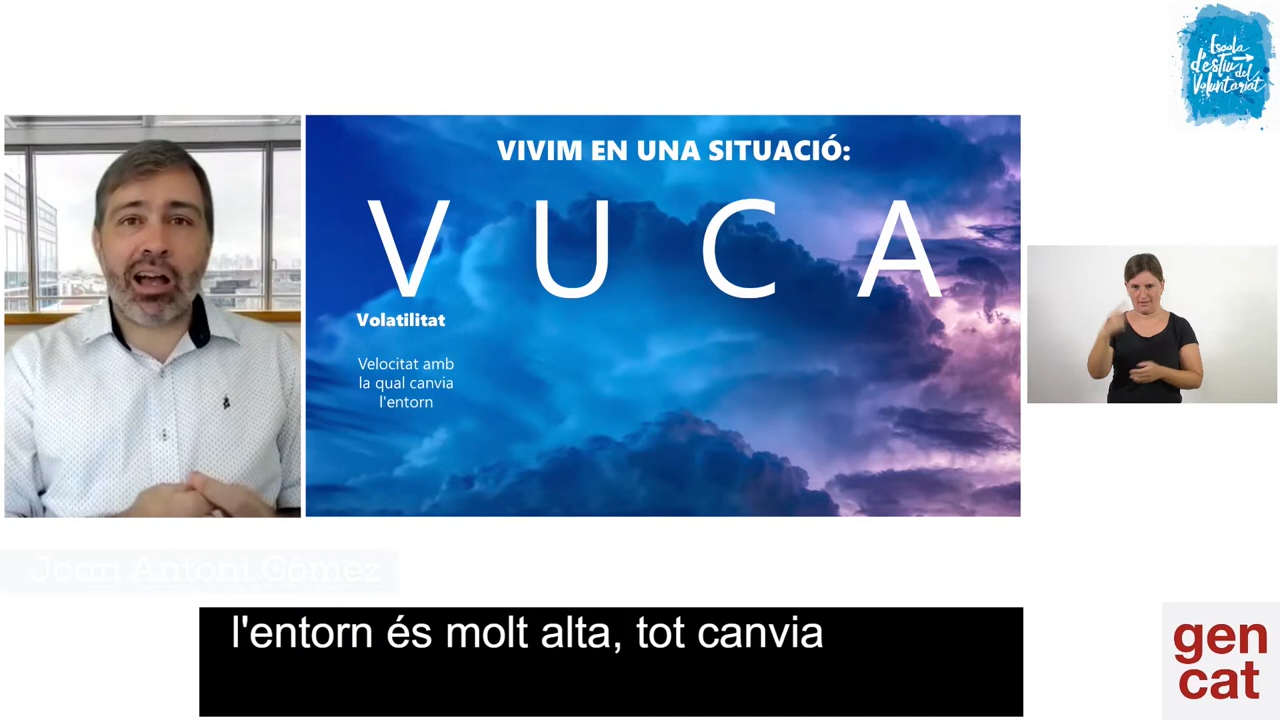 Escola
d'estiu
del
Voluntariat
VIVIM EN UNA SITUACIÓ:
V U C A
Volatilitat
Velocitat amb
la qual canvia
l'entorn
Joan Antoni Gómez
l'entorn és molt alta, tot canvia
gen
cat